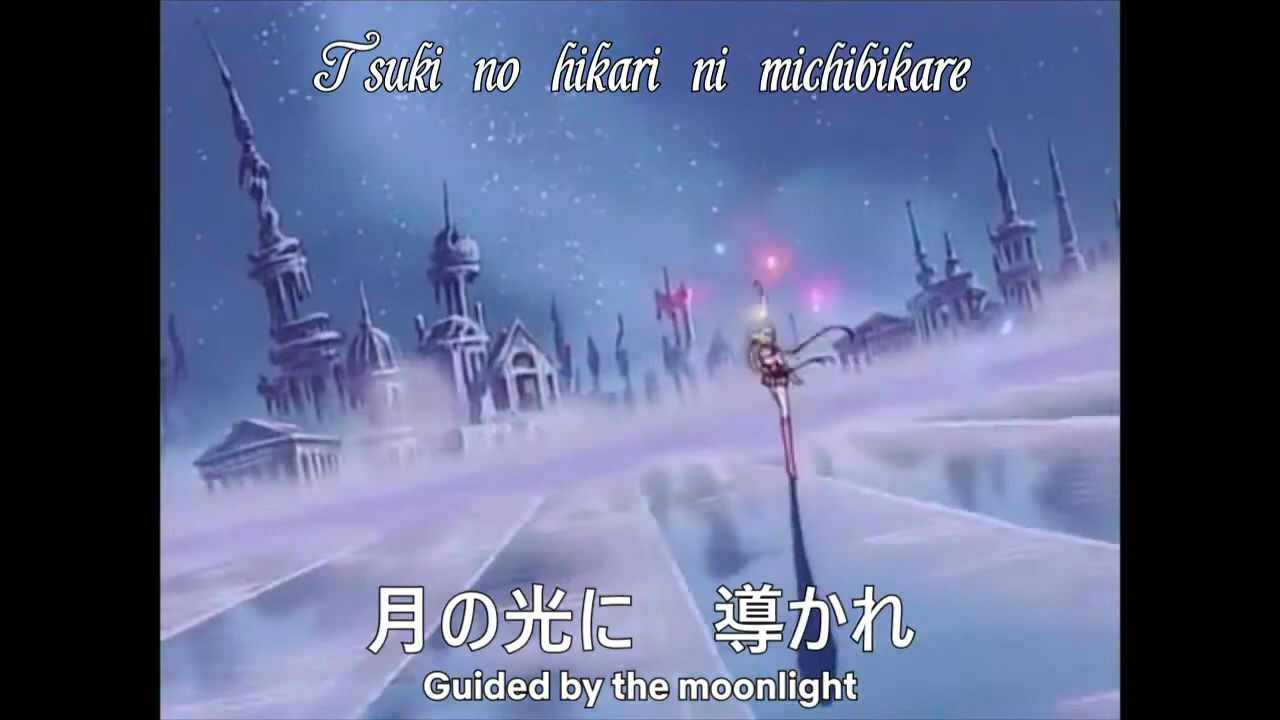 Tsuki no hikari ni michibikare
月の光に 導かれ
Guided by the moonlight